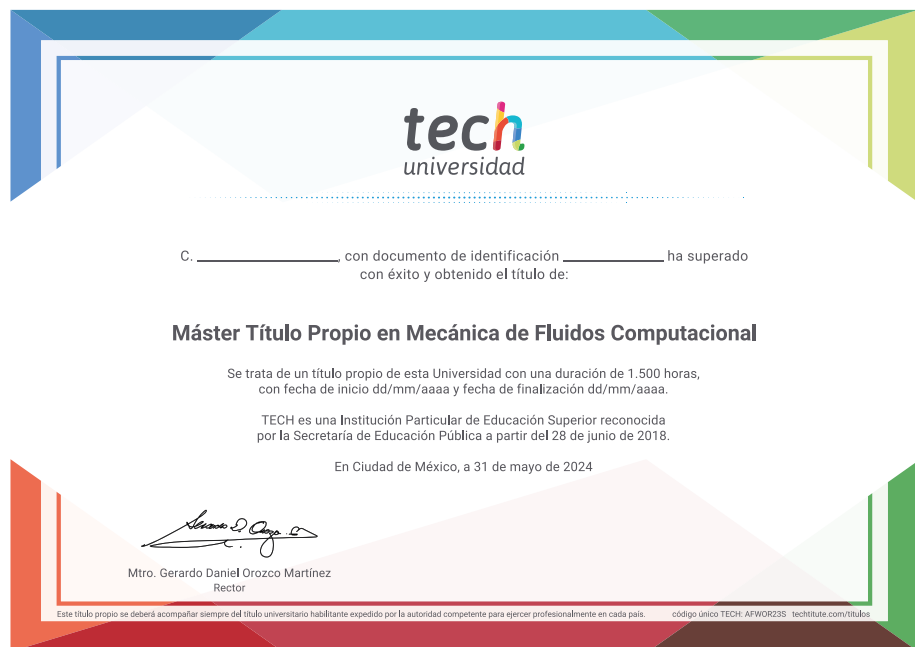 tech
universidad
C. ____________________, con documento de identificación ______________ ha superado
con éxito y obtenido el título de:
Máster Título Propio en Mecánica de Fluidos Computacional
Se trata de un título propio de esta Universidad con una duración de 1.500 horas,
con fecha de inicio dd/mm/aaaa y fecha de finalización dd/mm/aaaa.
TECH es una Institución Particular de Educación Superior reconocida
por la Secretaría de Educación Pública a partir del 28 de junio de 2018.
En Ciudad de México, a 31 de mayo de 2024
Mtro. Gerardo Daniel Orozco Martínez
Rector
Este título propio se deberá acompañar siempre del título universitario habilitante expedido por la autoridad competente para ejercer profesionalmente en cada país. código único TECH: AFWOR23S techtitute.com/titulos